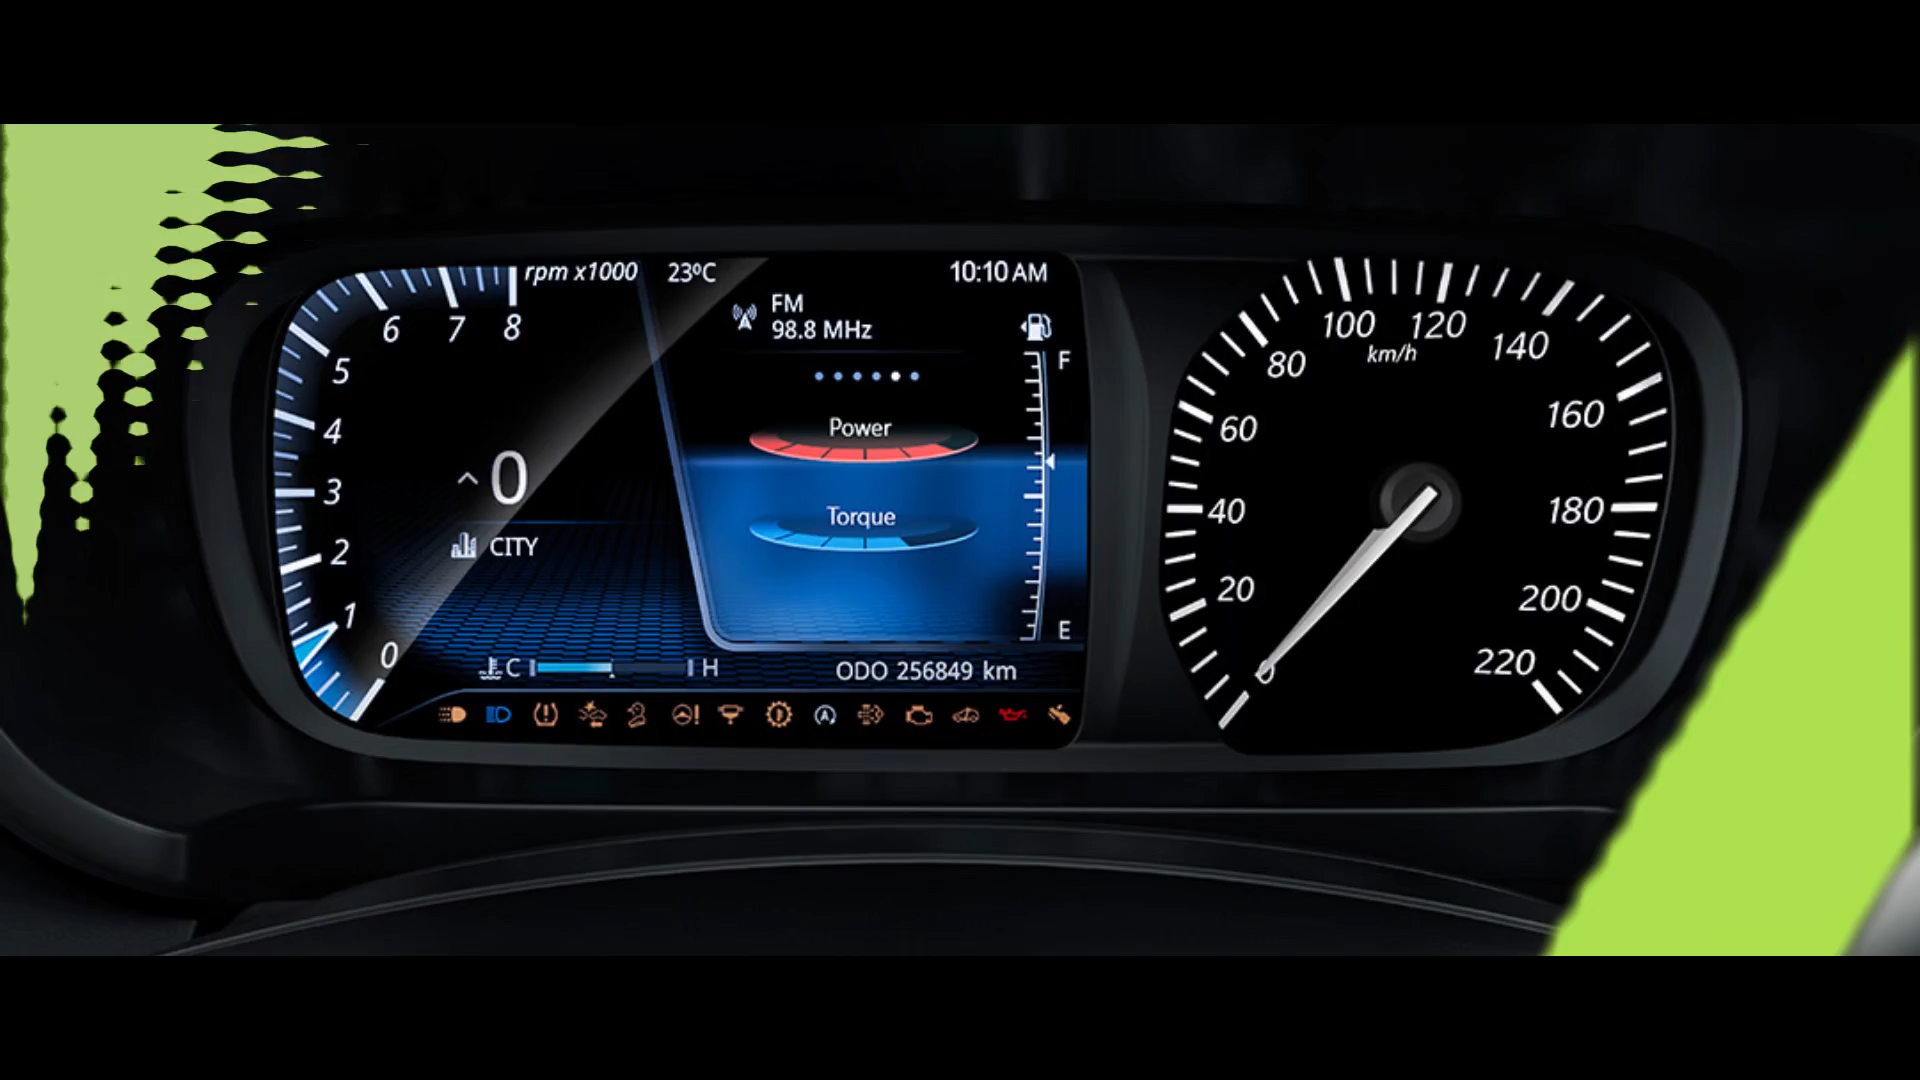 rpm x1000 23ºC 10:10 AM
FM
98.8 MHz
6 7 8
5
4
3
2
1
0
0
CITY
Power
Torque
F
E
C H
ODO 256849 km
100 120
km/h
80 140
60 160
40 180
20 200
0 220